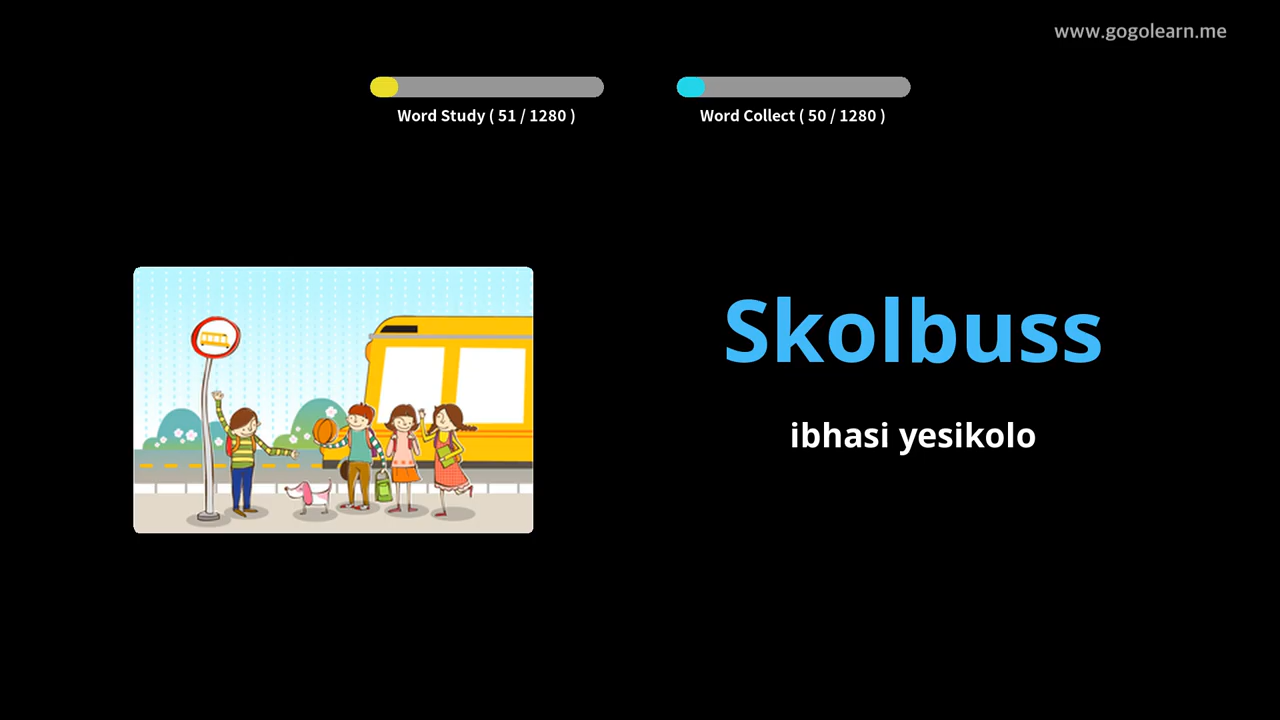 www.gogolearn.me
Word Study ( 51 / 1280 )
Word Collect ( 50 / 1280 )
Skolbuss
ibhasi yesikolo